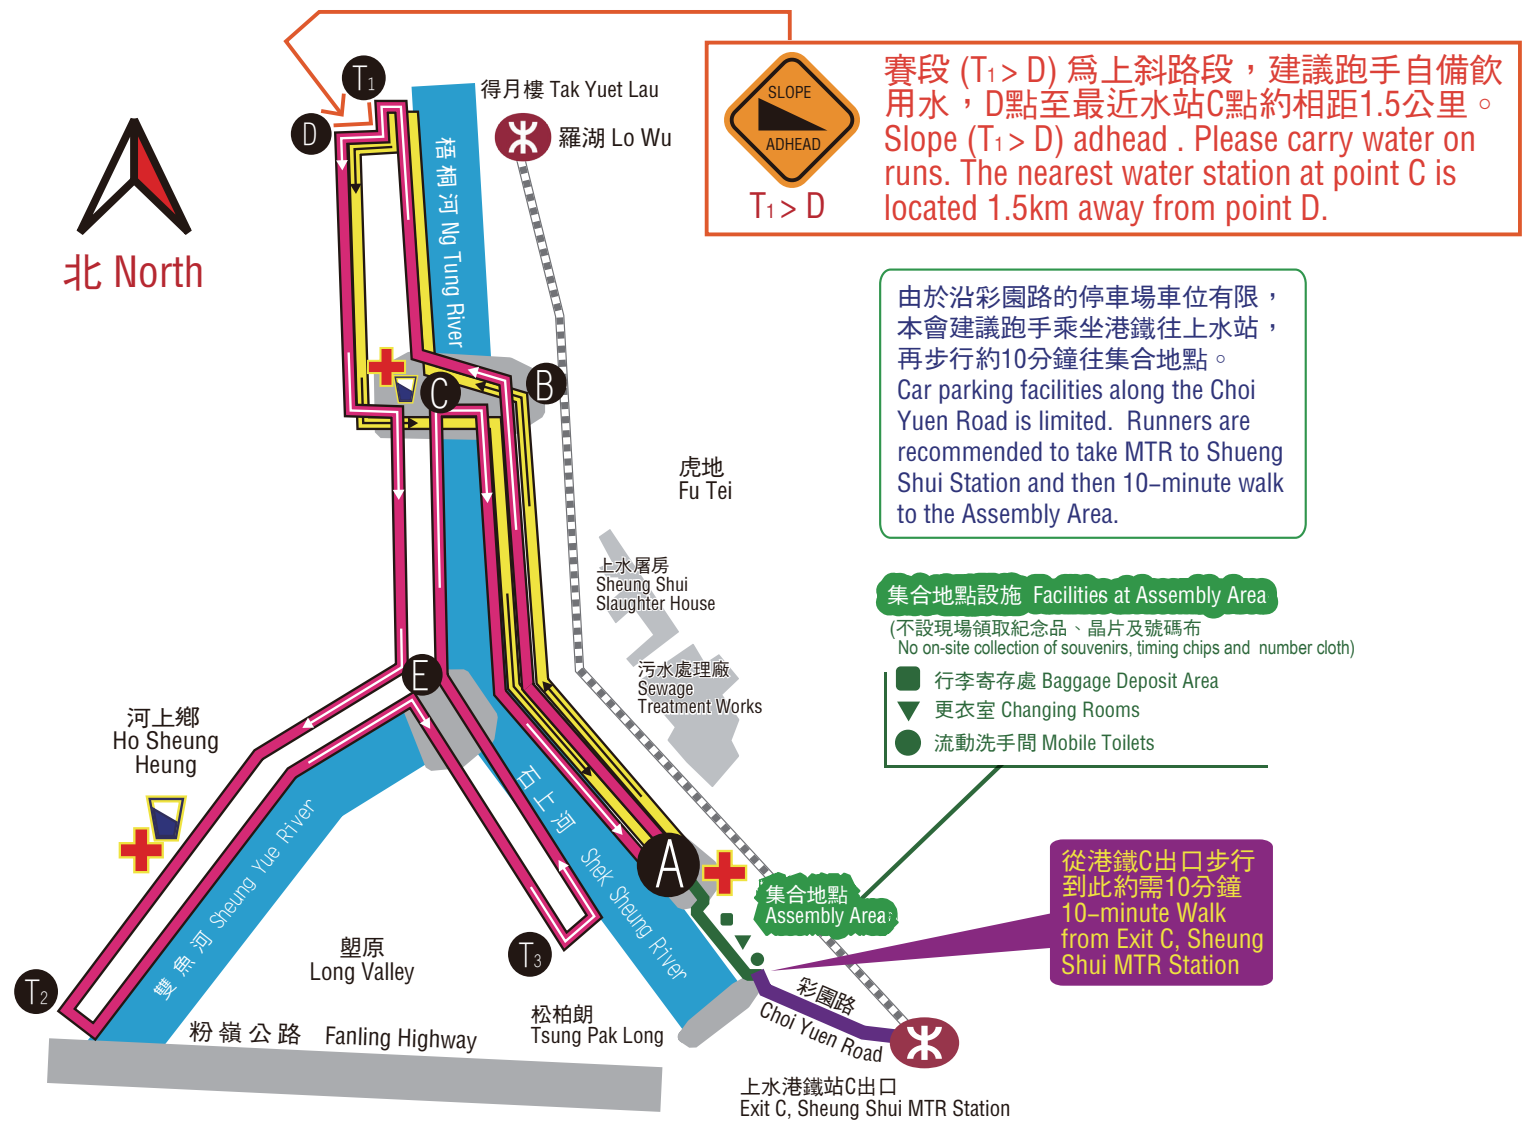 T1
D
得月樓 Tak Yuet Lau
羅湖 Lo Wu
梧桐河 Ng Tung River
北 North
SLOPE
ADHEAD
T1 > D
賽段 (T1 > D) 為上斜路段，建議跑手自備飲
用水，D點至最近水站C點約相距1.5公里。
Slope (T1 > D) adhead . Please carry water on
runs. The nearest water station at point C is
located 1.5km away from point D.
由於沿彩園路的停車場車位有限，
本會建議跑手乘坐港鐵往上水站，
再步行約10分鐘往集合地點。
Car parking facilities along the Choi
Yuen Road is limited. Runners are
recommended to take MTR to Shueng
Shui Station and then 10-minute walk
to the Assembly Area.
B
C
虎地
Fu Tei
上水屠房
Sheung Shui
Slaughter House
污水處理廠
Sewage
Treatment Works
集合地點設施 Facilities at Assembly Area
(不設現場領取紀念品、晶片及號碼布
No on-site collection of souvenirs, timing chips and number cloth)
行李寄存處 Baggage Deposit Area
更衣室 Changing Rooms
流動洗手間 Mobile Toilets
E
河上鄉
Ho Sheung
Heung
雙魚河 Sheung Yue River
石上河 Shek Sheung River
A
集合地點
Assembly Area
從港鐵C出口步行
到此約需10分鐘
10-minute Walk
from Exit C, Sheung
Shui MTR Station
T2
T3
塱原
Long Valley
松柏朗
Tsung Pak Long
粉嶺公路 Fanling Highway
彩園路
Choi Yuen Road
上水港鐵站C出口
Exit C, Sheung Shui MTR Station